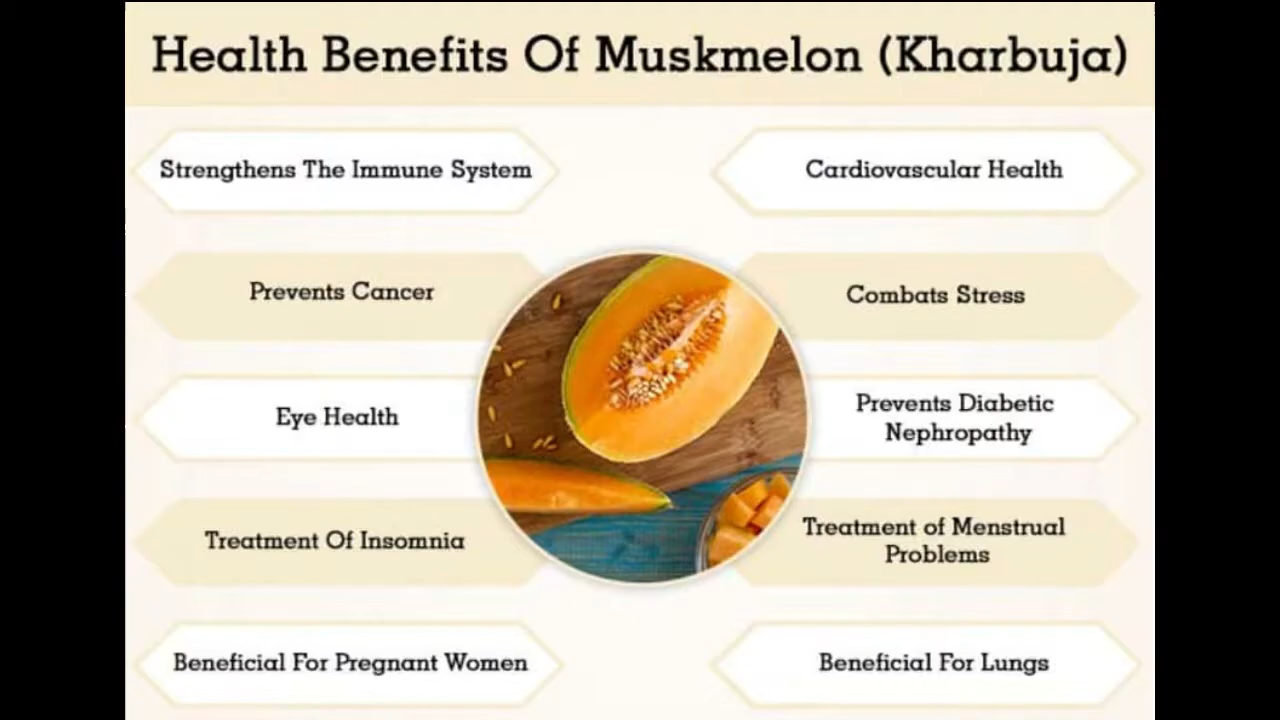 Health Benefits Of Muskmelon (Kharbuja)
Strengthens The Immune System
Cardiovascular Health
Prevents Cancer
Combats Stress
Eye Health
Prevents Diabetic
Nephropathy
Treatment Of Insomnia
Treatment of Menstrual
Problems
Beneficial For Pregnant Women
Beneficial For Lungs